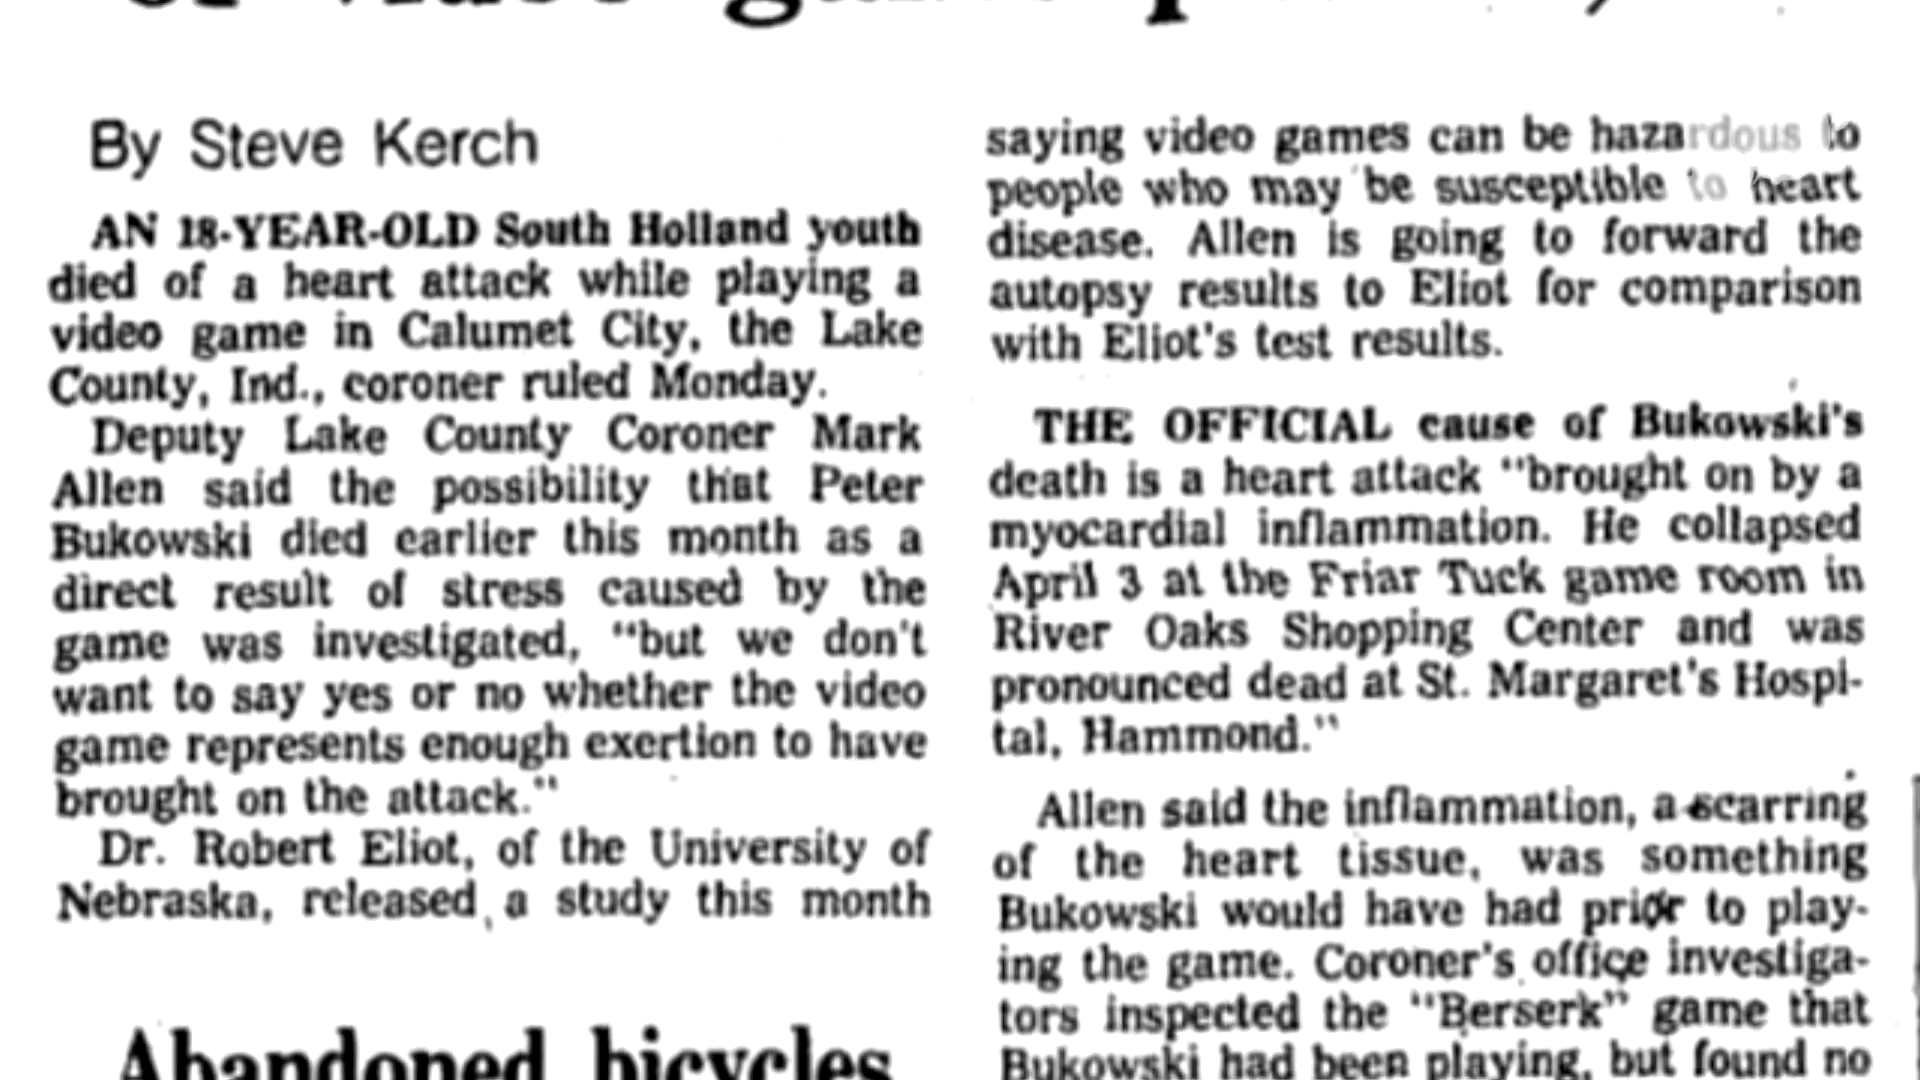 By Steve Kerch
AN 18-YEAR-OLD South Holland youth
died of a heart attack while playing a
video game in Calumet City, the Lake
County, Ind., coroner ruled Monday.
Deputy Lake County Coroner Mark
Allen said the possibility that Peter
Bukowski died earlier this month as a
direct result of stress caused by the
game was investigated, "but we don't
want to say yes or no whether the video
game represents enough exertion to have
brought on the attack."
Dr. Robert Eliot, of the University of
Nebraska, released a study this month
Abandoned bicycles
saying video games can be hazardous to
people who may be susceptible to heart
disease. Allen is going to forward the
autopsy results to Eliot for comparison
with Eliot's test results.
THE OFFICIAL cause of Bukowski's
death is a heart attack "brought on by a
myocardial inflammation. He collapsed
April 3 at the Friar Tuck game room in
River Oaks Shopping Center and was
pronounced dead at St. Margaret's Hospi-
tal, Hammond."
Allen said the inflammation, a scarring
of the heart tissue, was something
Bukowski would have had prior to play-
ing the game. Coroner's office investiga-
tors inspected the "Berserk" game that
Bukowski had been playing, but found no